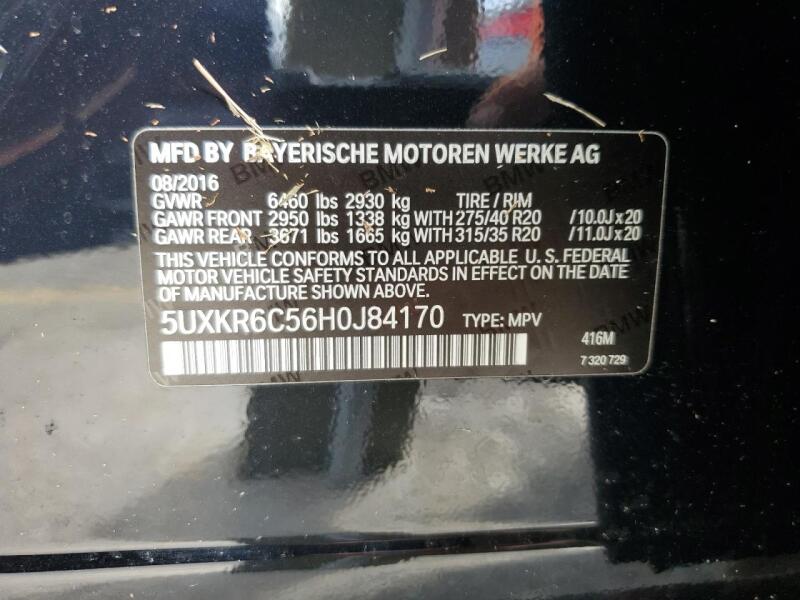 MFD BY BAYERISCHE MOTOREN WERKE AG
08/2016
GVWR 6460 lbs 2930 kg TIRE / RIM
GAWR FRONT 2950 lbs 1338 kg WITH 275/40 R20 /10.0J x 20
GAWR REAR 3671 lbs 1665 kg WITH 315/35 R20 /11.0J x 20
THIS VEHICLE CONFORMS TO ALL APPLICABLE U. S. FEDERAL
MOTOR VEHICLE SAFETY STANDARDS IN EFFECT ON THE DATE
OF MANUFACTURE SHOWN ABOVE.
5UXKR6C56H0J84170 TYPE: MPV
416M
7 320 729